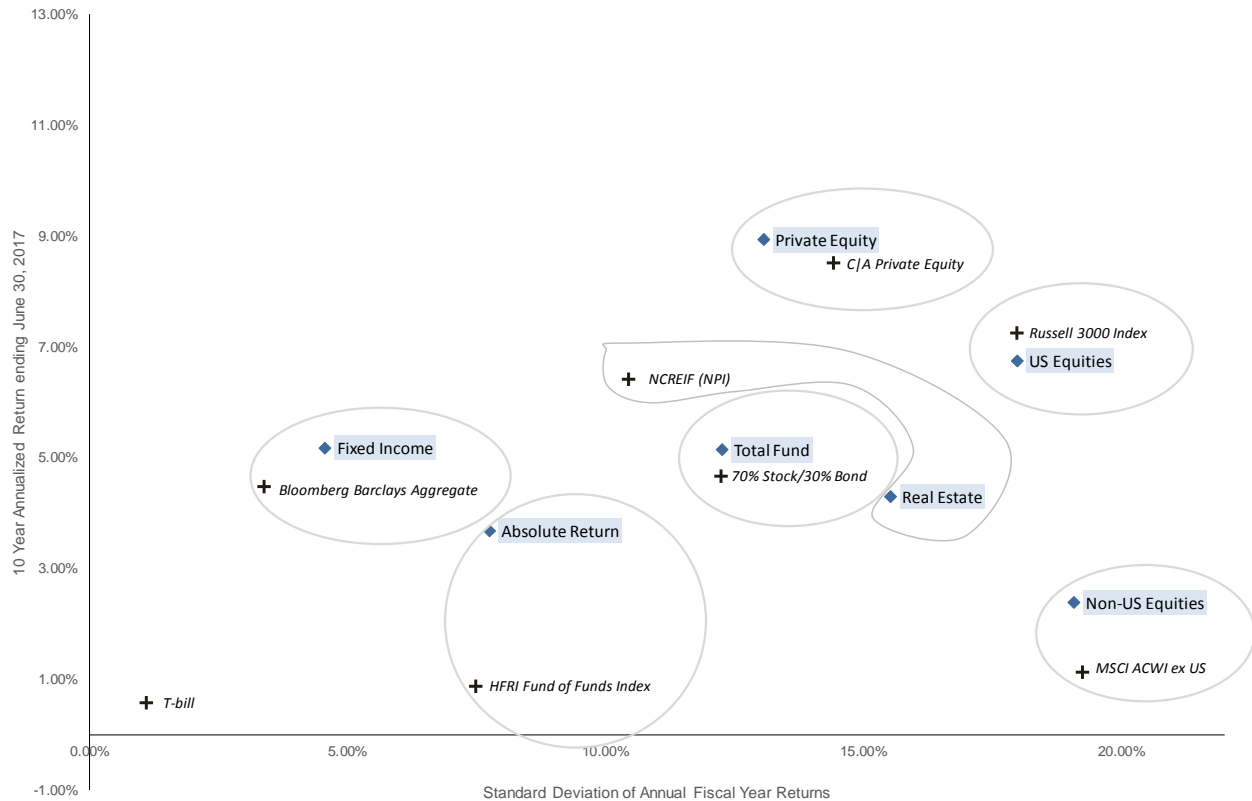 13.00%
11.00%
9.00%
7.00%
5.00%
3.00%
1.00%
-1.00%
10 Year Annualized Return ending June 30, 2017
Private Equity
C|A Private Equity
Russell 3000 Index
US Equities
NCREIF (NPI)
Fixed Income
Bloomberg Barclays Aggregate
Total Fund
70% Stock/30% Bond
Real Estate
Absolute Return
HFRI Fund of Funds Index
Non-US Equities
MSCI ACWI ex US
T-bill
0.00%
5.00%
10.00%
15.00%
20.00%
Standard Deviation of Annual Fiscal Year Returns